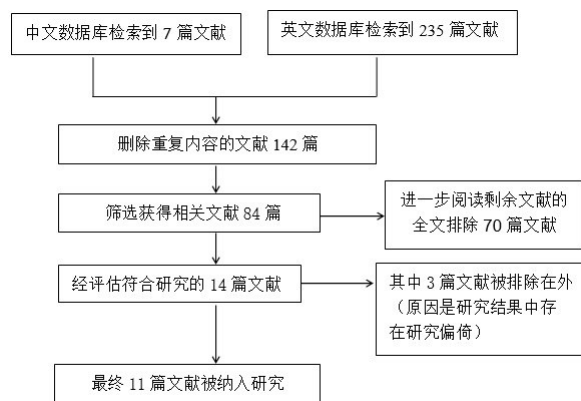 中文数据库检索到 7 篇文献
英文数据库检索到 235 篇文献
删除重复内容的文献 142 篇
筛选获得相关文献 84 篇
进一步阅读剩余文献的
全文排除 70 篇文献
经评估符合研究的 14 篇文献
其中 3 篇文献被排除在外
（原因是研究结果中存
在研究偏倚）
最终 11 篇文献被纳入研究